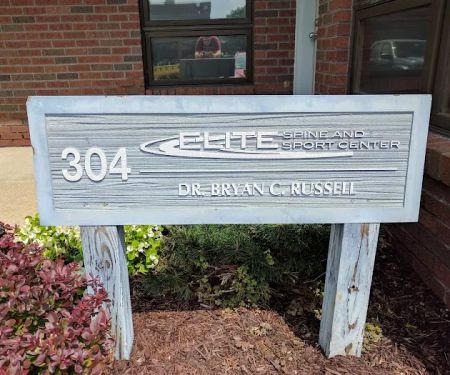 304
ELITE SPINE AND
SPORT CENTER
DR. BRYAN C. RUSSELL